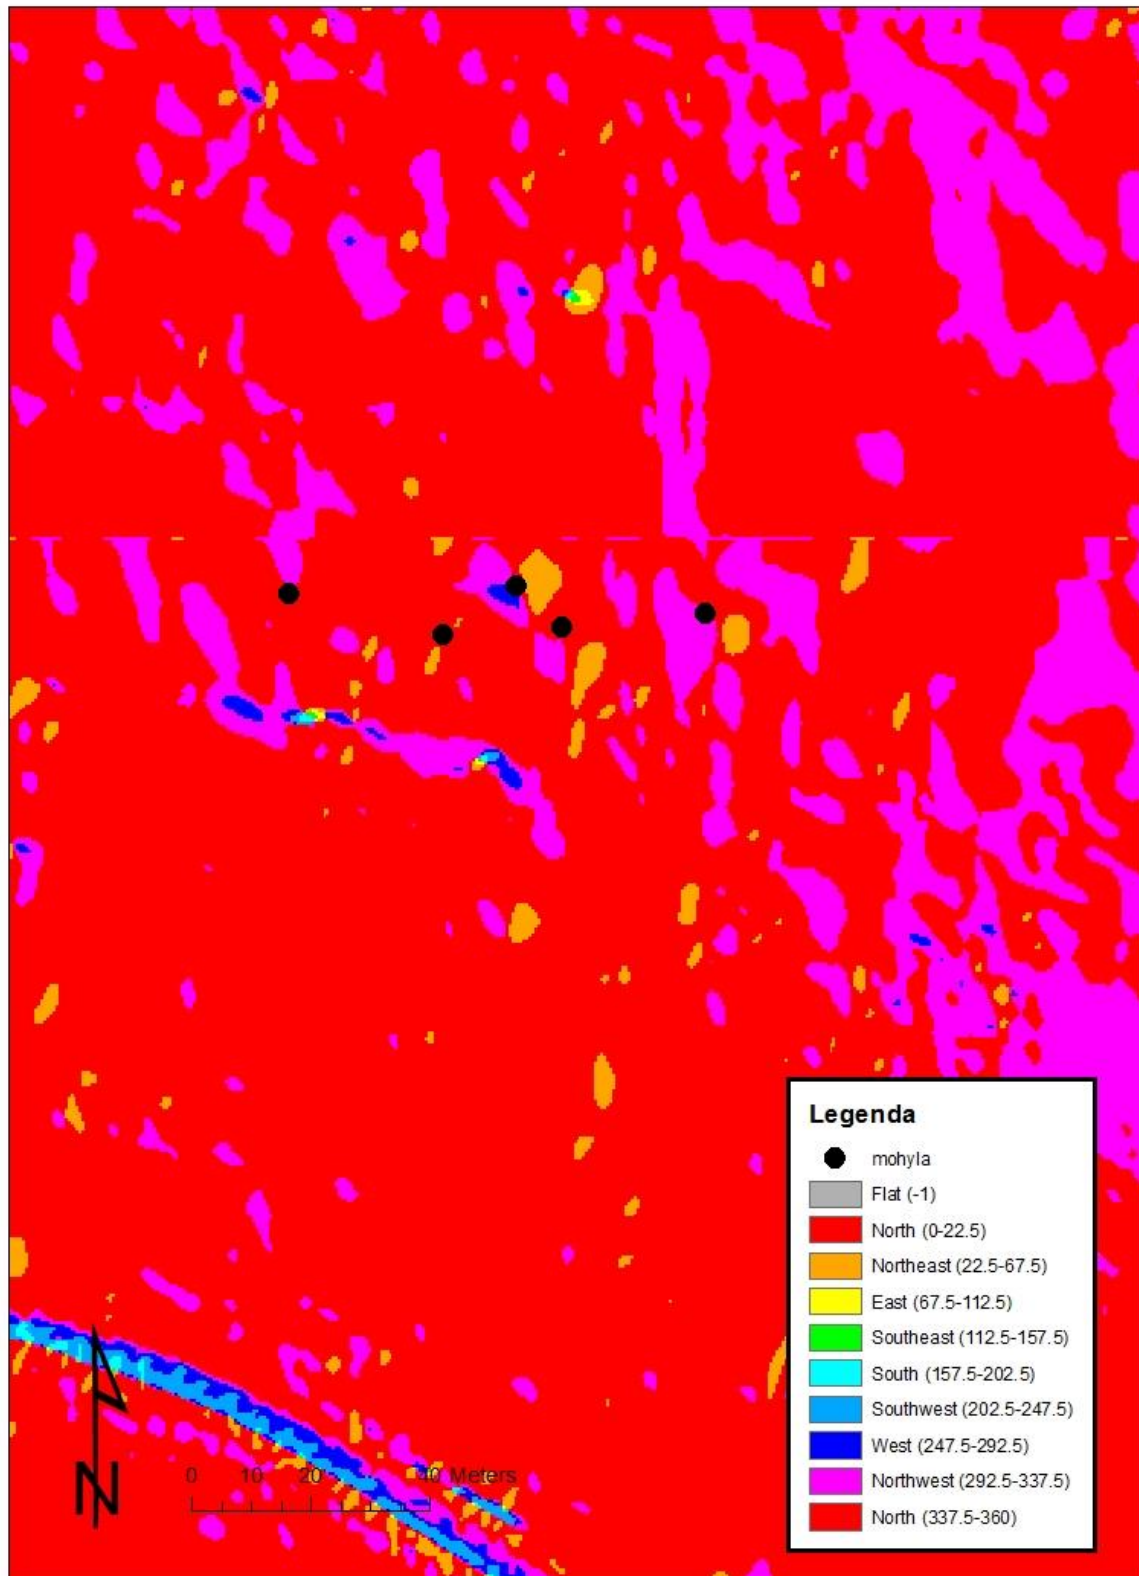 Legenda
mohyla
Flat (-1)
North (0-22.5)
Northeast (22.5-67.5)
East (67.5-112.5)
Southeast (112.5-157.5)
South (157.5-202.5)
Southwest (202.5-247.5)
West (247.5-292.5)
Northwest (292.5-337.5)
North (337.5-360)
N
0 10 20 40 Meters